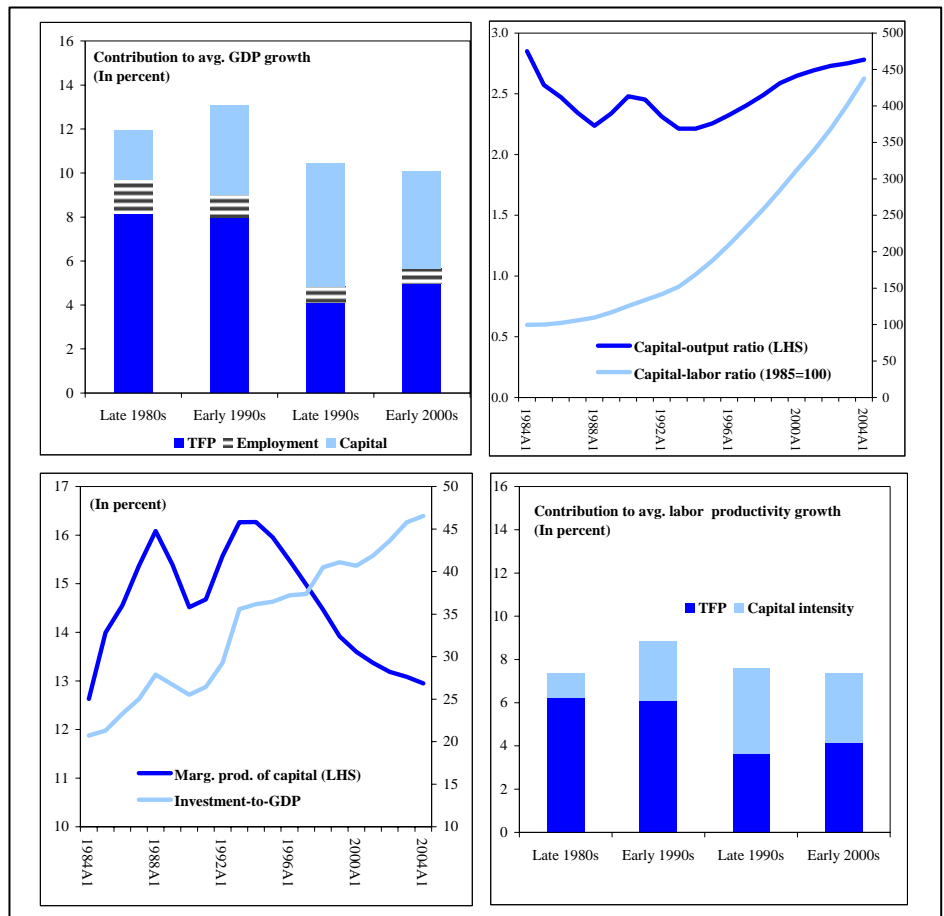 Contribution to avg. GDP growth
(In percent)
16
14
12
10
8
6
4
2
0
Late 1980s Early 1990s Late 1990s Early 2000s
TFP Employment Capital
3.0
2.5
2.0
1.5
1.0
0.5
0.0
500
450
400
350
300
250
200
150
100
50
0
Capital-output ratio (LHS)
Capital-labor ratio (1985=100)
1984A1
1988A1
1992A1
1996A1
2000A1
2004A1
(In percent)
17
16
15
14
13
12
11
10
50
45
40
35
30
25
20
15
10
Marg. prod. of capital (LHS)
Investment-to-GDP
1984A1
1988A1
1992A1
1996A1
2000A1
2004A1
Contribution to avg. labor productivity growth
(In percent)
16
14
12
10
8
6
4
2
0
TFP Capital intensity
Late 1980s Early 1990s Late 1990s Early 2000s